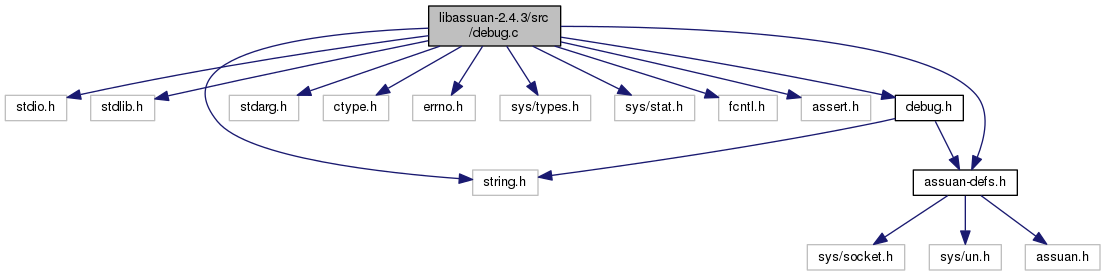 libassuan-2.4.3/src
/debug.c
stdio.h
stdlib.h
stdarg.h
ctype.h
errno.h
sys/types.h
sys/stat.h
fcntl.h
assert.h
debug.h
string.h
assuan-defs.h
sys/socket.h
sys/un.h
assuan.h